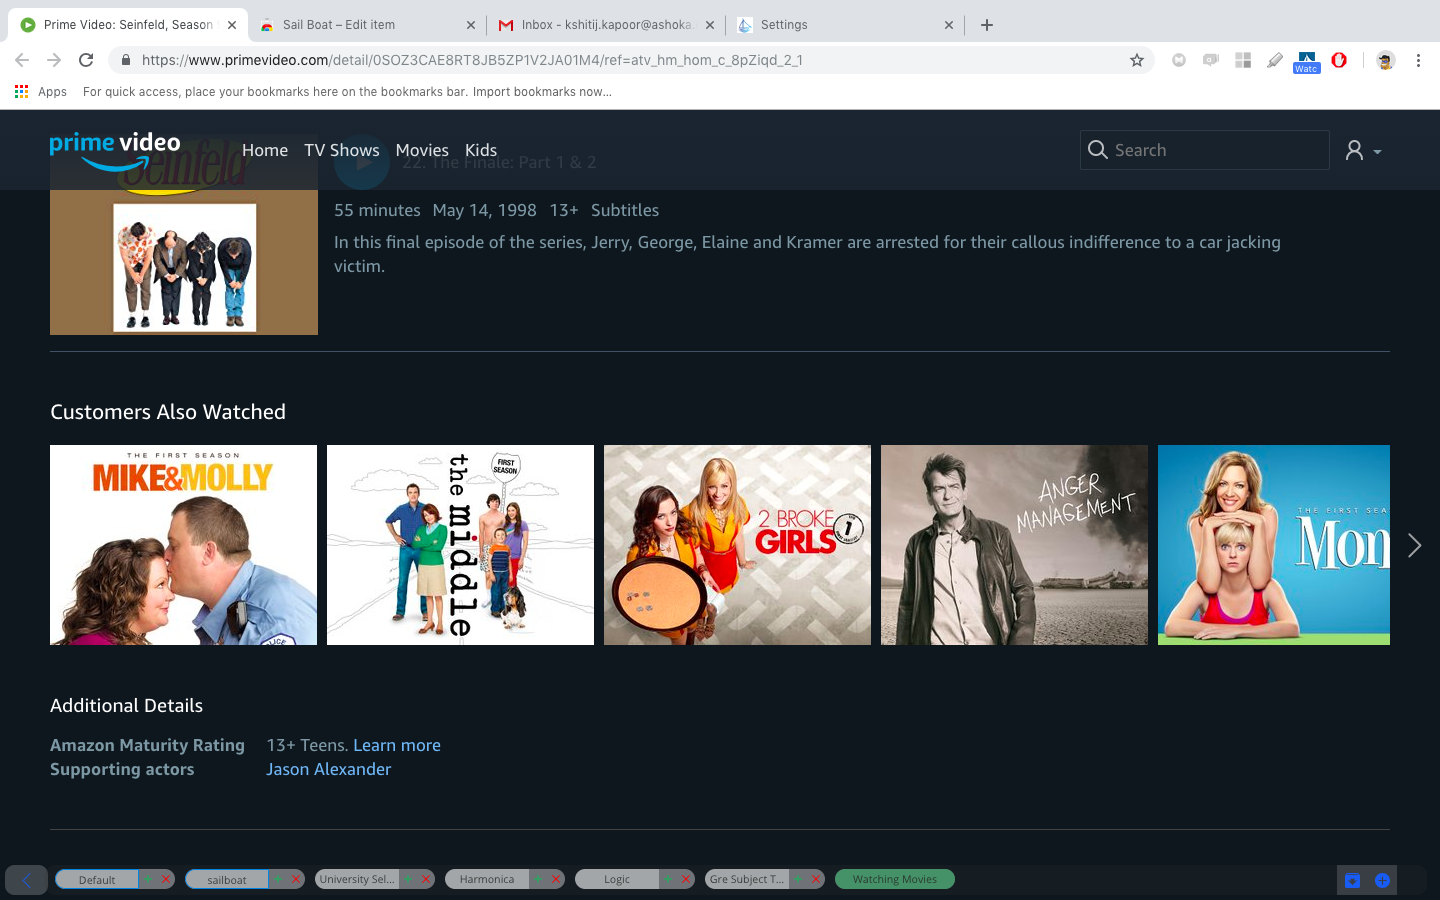 Prime Video: Seinfeld, Season
Sail Boat – Edit item
Inbox - kshitij.kapoor@ashoka.
Settings
https://www.primevideo.com/detail/0SOZ3CAE8RT8JB5ZP1V2JA01M4/ref=atv_hm_hom_c_8pZiqd_2_1
Watc
Apps For quick access, place your bookmarks here on the bookmarks bar. Import bookmarks now...
prime video
Home TV Shows Movies Kids
Search
Seinfeld
22. The Finale: Part 1 & 2
55 minutes May 14, 1998 13+ Subtitles
In this final episode of the series, Jerry, George, Elaine and Kramer are arrested for their callous indifference to a car jacking
victim.
Customers Also Watched
THE FIRST SEASON
MIKE&MOLLY
POLICE
the middle
FIRST
SEASON
2 BROKE
GIRLS
1
ANGER
MANAGEMENT
THE FIRST SEA
Mom
Additional Details
Amazon Maturity Rating 13+ Teens. Learn more
Supporting actors Jason Alexander
Default + ×
sailboat + ×
University Sel... + ×
Harmonica + ×
Logic + ×
Gre Subject T... + ×
Watching Movies